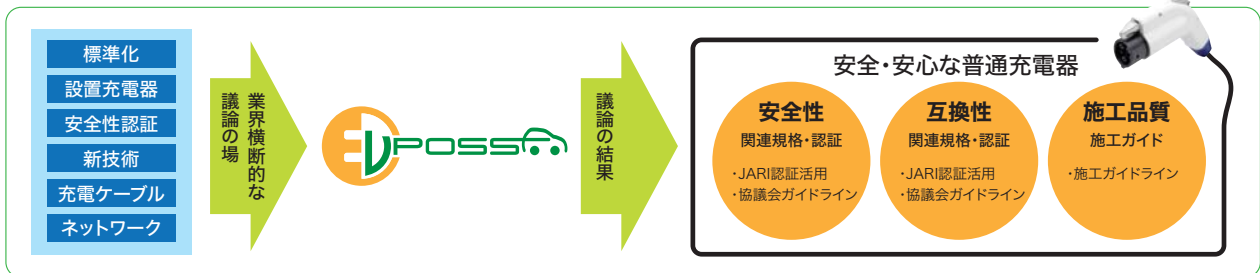 標準化
設置充電器
安全性認証
新技術
充電ケーブル
ネットワーク
業界横断的な
議論の場
EVPOSSA
議論の結果
安全・安心な普通充電器
安全性
関連規格・認証
・JARI認証活用
・協議会ガイドライン
互換性
関連規格・認証
・JARI認証活用
・協議会ガイドライン
施工品質
施工ガイド
・施工ガイドライン